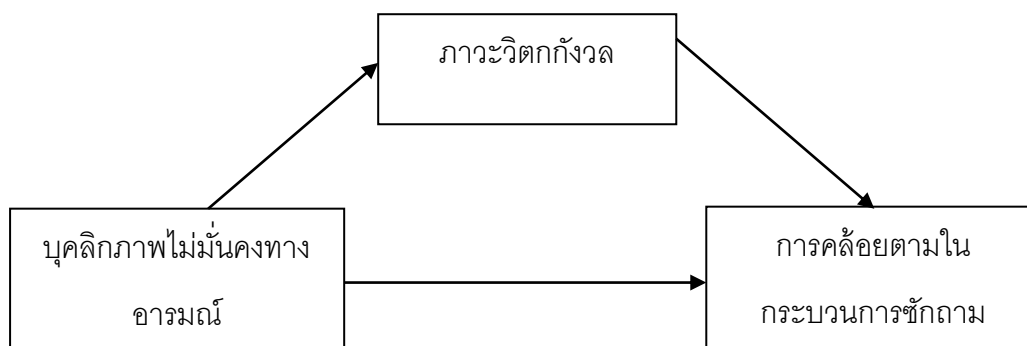 ภาวะวิตกกังวล
บุคลิกภาพไม่มั่นคงทาง
อารมณ์
การคล้อยตามใน
กระบวนการซักถาม